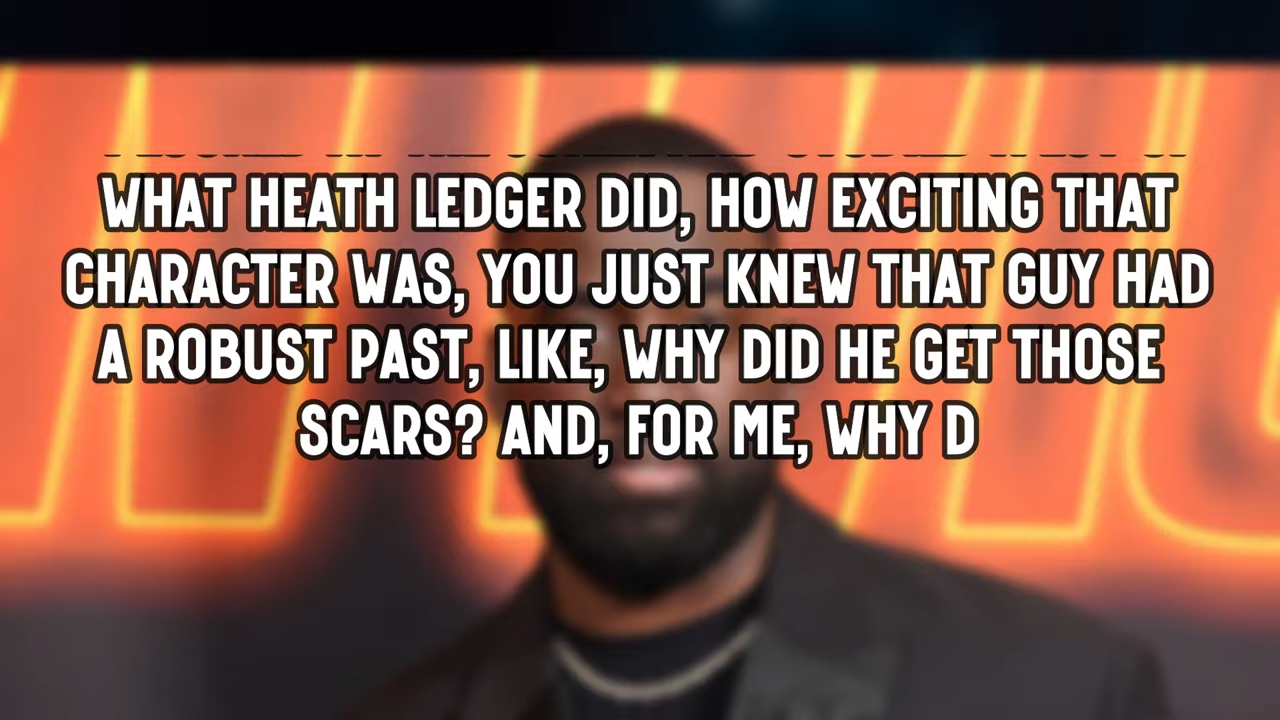 WHAT HEATH LEDGER DID, HOW EXCITING THAT
CHARACTER WAS, YOU JUST KNEW THAT GUY HAD
A ROBUST PAST, LIKE, WHY DID HE GET THOSE
SCARS? AND, FOR ME, WHY D